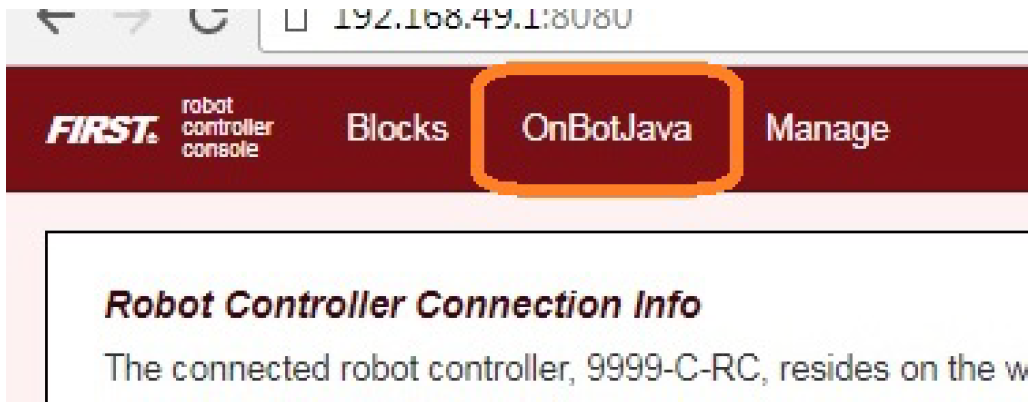 192.168.49.1:8080
FIRST® robot controller console Blocks OnBotJava Manage
Robot Controller Connection Info
The connected robot controller, 9999-C-RC, resides on the w